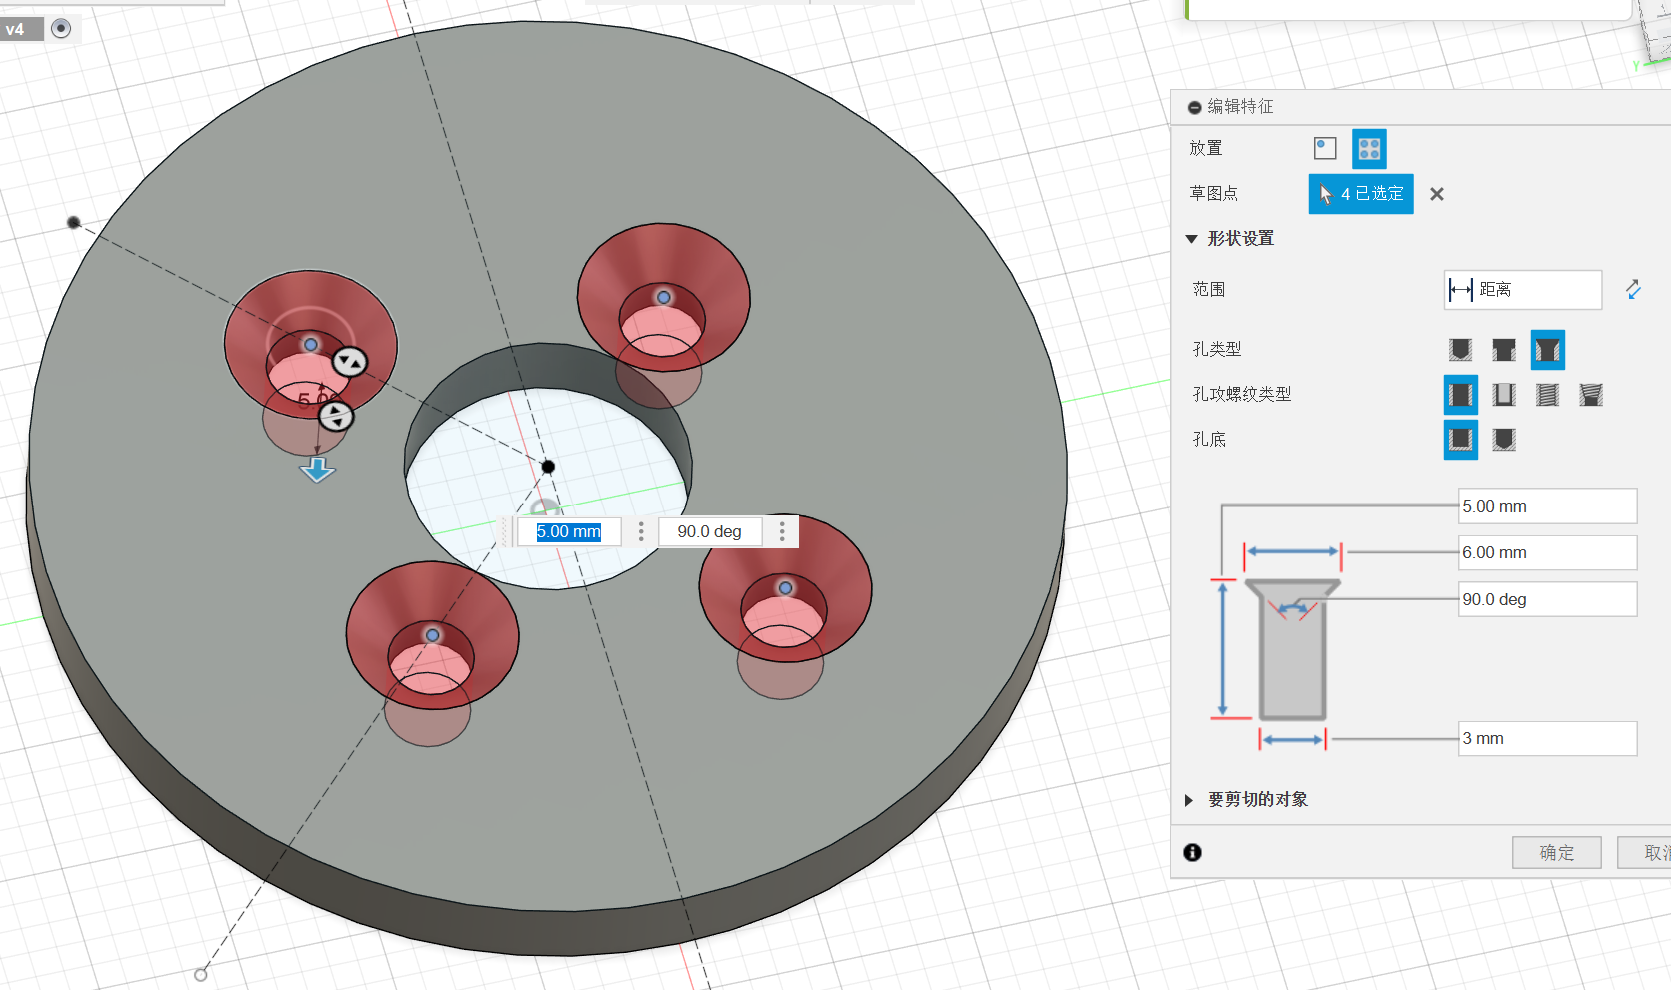 v4
Y
编辑特征
放置
草图点
4 已选定
形状设置
范围
距离
孔类型
孔攻螺纹类型
孔底
5.00 mm
90.0 deg
5.00 mm
6.00 mm
90.0 deg
3 mm
要剪切的对象
确定